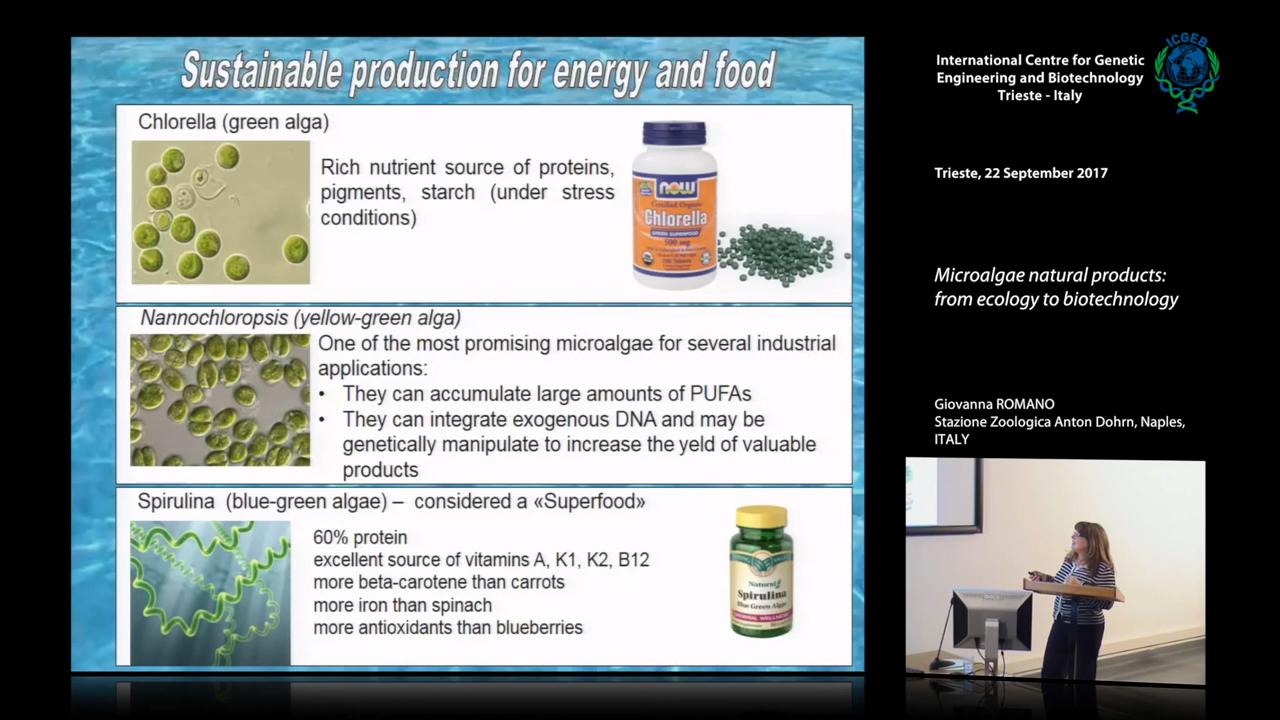 Sustainable production for energy and food
Chlorella (green alga)
Rich nutrient source of proteins,
pigments, starch (under stress
conditions)
NOW
Certified Organic
Chlorella
GREEN SUPERFOOD
500 mg
Nannochloropsis (yellow-green alga)
One of the most promising microalgae for several industrial
applications:
• They can accumulate large amounts of PUFAs
• They can integrate exogenous DNA and may be
genetically manipulate to increase the yeld of valuable
products
Spirulina (blue-green algae) – considered a «Superfood»
60% protein
excellent source of vitamins A, K1, K2, B12
more beta-carotene than carrots
more iron than spinach
more antioxidants than blueberries
Natural
Spirulina
Blue Green Algae
ICGEB
International Centre for Genetic
Engineering and Biotechnology
Trieste - Italy
Trieste, 22 September 2017
Microalgae natural products:
from ecology to biotechnology
Giovanna ROMANO
Stazione Zoologica Anton Dohrn, Naples,
ITALY
DELL